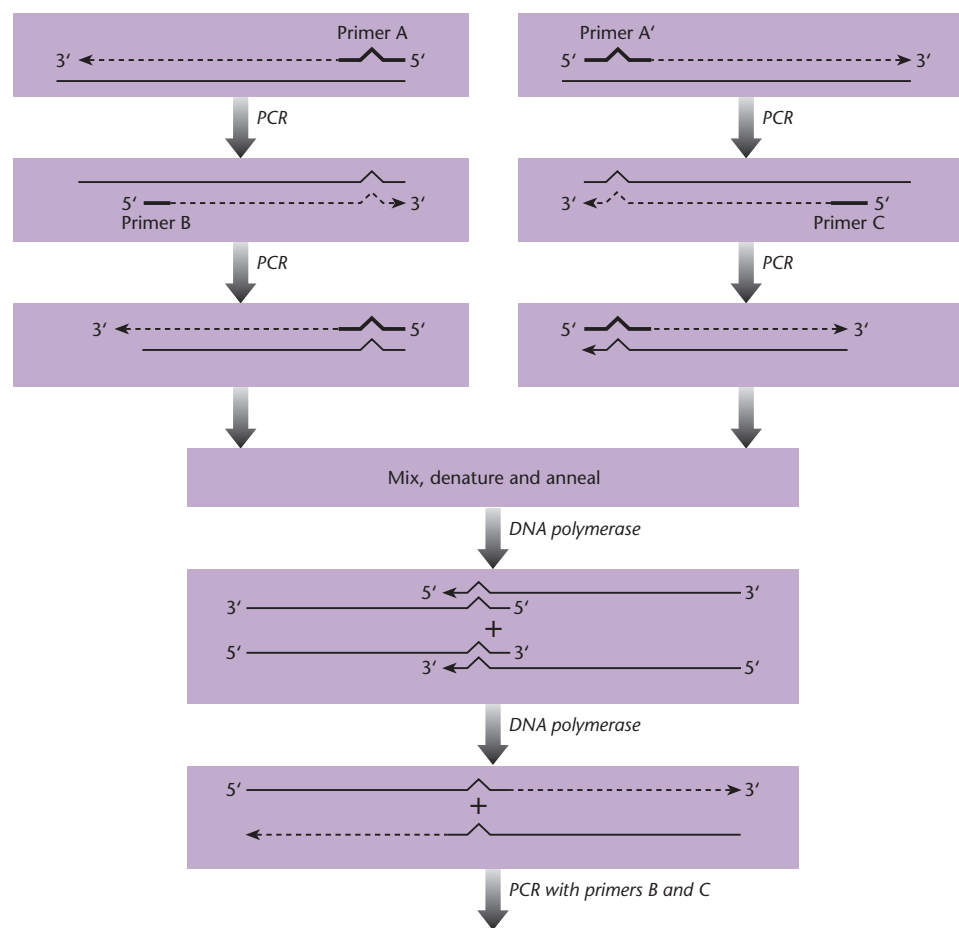 Primer A
3′ 5′
PCR
5′ 3′
Primer B
PCR
3′ 5′
Primer A′
5′ 3′
PCR
3′ 5′
Primer C
PCR
5′ 3′
Mix, denature and anneal
DNA polymerase
5′ 3′
3′ 5′
+
5′ 3′
3′ 5′
DNA polymerase
5′ 3′
+
PCR with primers B and C